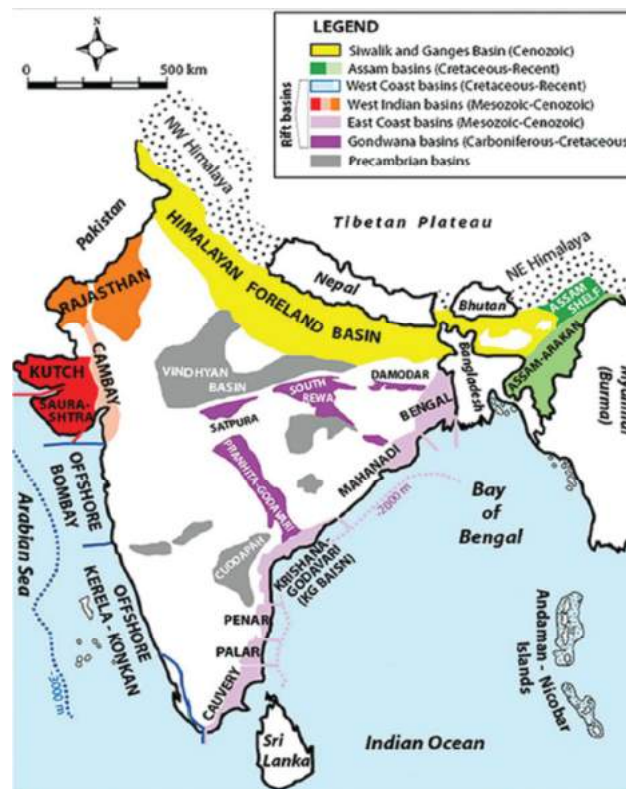 N
0 500 km
LEGEND
Siwalik and Ganges Basin (Cenozoic)
Assam basins (Cretaceous-Recent)
West Coast basins (Cretaceous-Recent)
West Indian basins (Mesozoic-Cenozoic)
East Coast basins (Mesozoic-Cenozoic)
Gondwana basins (Carboniferous-Cretaceous
Precambrian basins
Rift basins
NW Himalaya
Pakistan
Tibetan Plateau
HIMALAYAN FORELAND BASIN
Nepal
NE Himalaya
Bhutan
ASSAM
SHELF
ASSAM-ARAKAN
Bangladesh
(Burma)
RAJASTHAN
CAMBAY
KUTCH
SAURA-
SHTRA
VINDHYAN
BASIN
SOUTH
REWA
DAMODAR
SATPURA
BENGAL
MAHANADI
PRANHITA-GODAVARI
OFFSHORE
BOMBAY
Arabian Sea
-2000 m
Bay
of
Bengal
CUDDAPAH
KRISHANA-
GODAVARI
(KG BAISN)
OFFSHORE
KERELA - KONKAN
-3000 m
PENAR
PALAR
CAUVERY
Andaman - Nicobar
Islands
Sri
Lanka
Indian Ocean